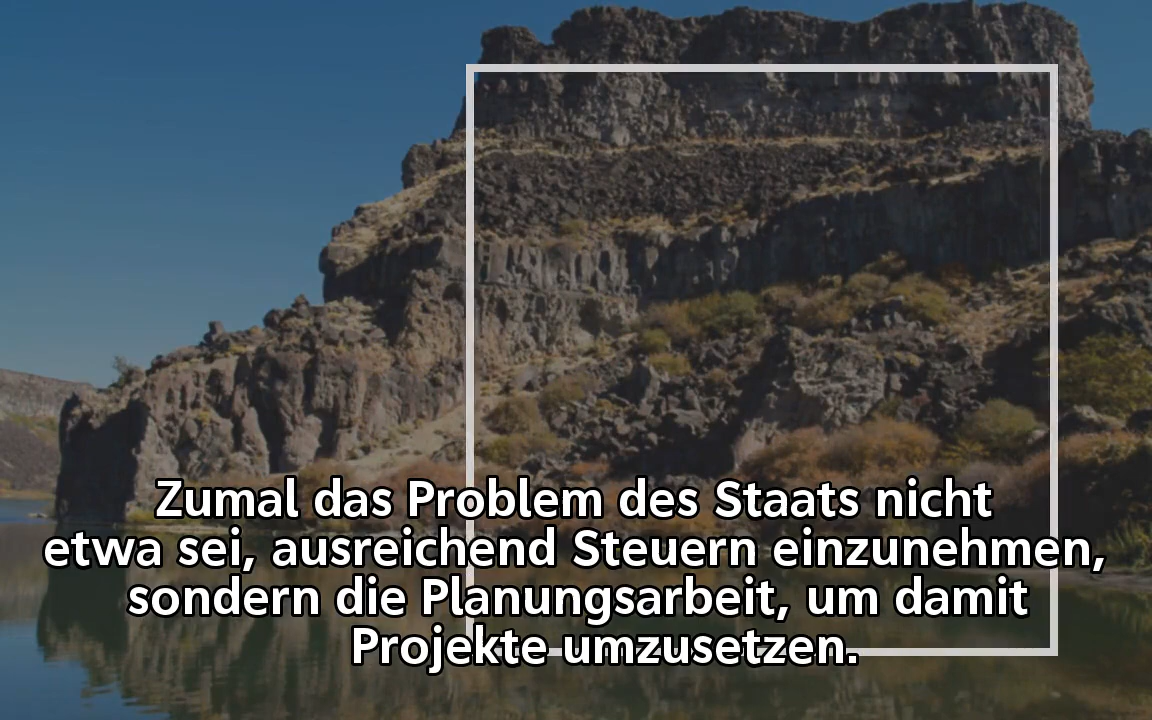 Zumal das Problem des Staats nicht
etwa sei, ausreichend Steuern einzunehmen,
sondern die Planungsarbeit, um damit
Projekte umzusetzen.